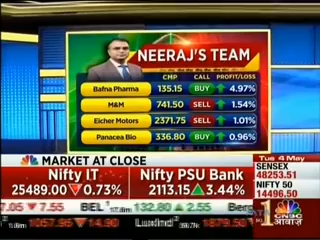 NEERAJ'S TEAM
CMP CALL PROFIT/LOSS
Bafna Pharma 135.15 BUY 4.97%
M&M 741.50 SELL 1.54%
Eicher Motors 2371.75 SELL 1.01%
Panacea Bio 336.80 BUY 0.96%
MARKET AT CLOSE
Nifty IT Nifty PSU Bank
25489.00 0.73% 2113.15 3.44%
Tue 4 May
SENSEX
48253.51
NIFTY 50
14496.50
7.55 BEL 132.80 2.55
CNBC
आवाज़